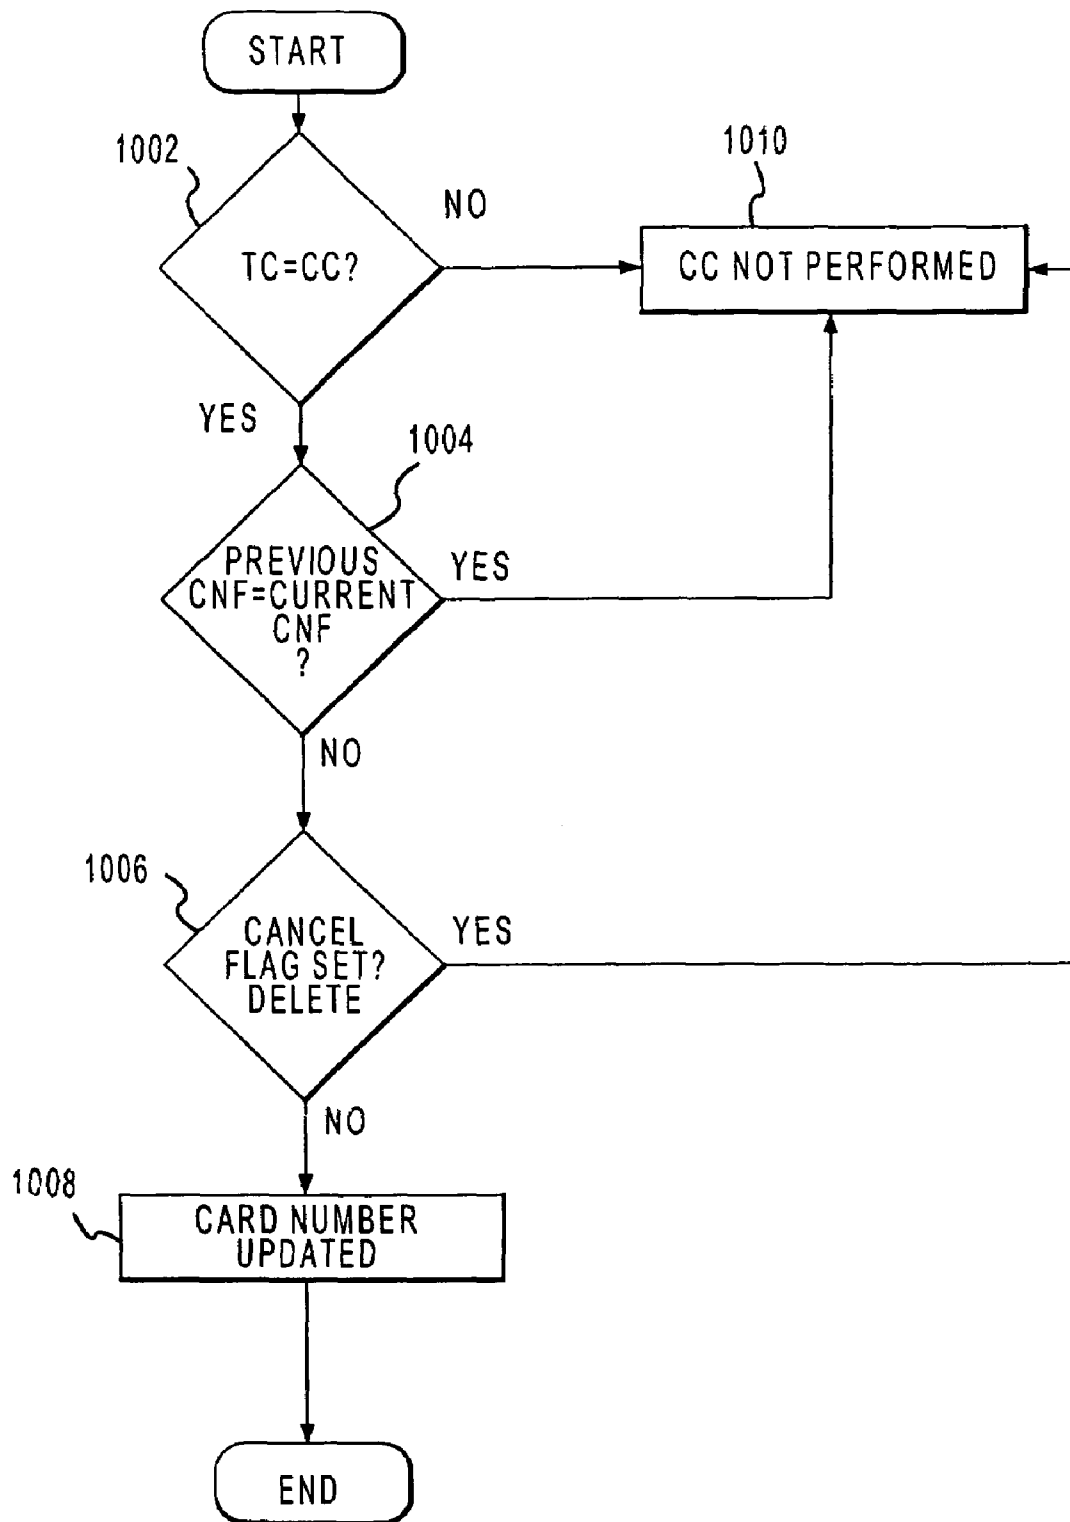 START
1002
1010
NO
TC=CC?
CC NOT PERFORMED
YES
1004
PREVIOUS
CNF=CURRENT
CNF
?
YES
NO
1006
CANCEL
FLAG SET?
DELETE
YES
NO
1008
CARD NUMBER
UPDATED
END